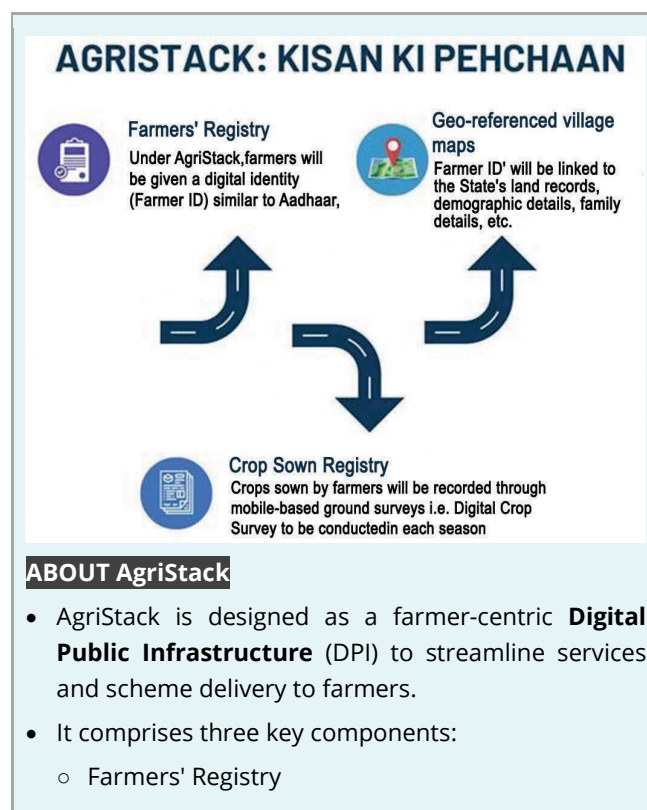 AGRISTACK: KISAN KI PEHCHAAN
Farmers' Registry
Under AgriStack,farmers will
be given a digital identity
(Farmer ID) similar to Aadhaar,
Geo-referenced village
maps
Farmer ID' will be linked to
the State's land records,
demographic details, family
details, etc.
Crop Sown Registry
Crops sown by farmers will be recorded through
mobile-based ground surveys i.e. Digital Crop
Survey to be conductedin each season
ABOUT AgriStack
• AgriStack is designed as a farmer-centric Digital
Public Infrastructure (DPI) to streamline services
and scheme delivery to farmers.
• It comprises three key components:
○ Farmers' Registry